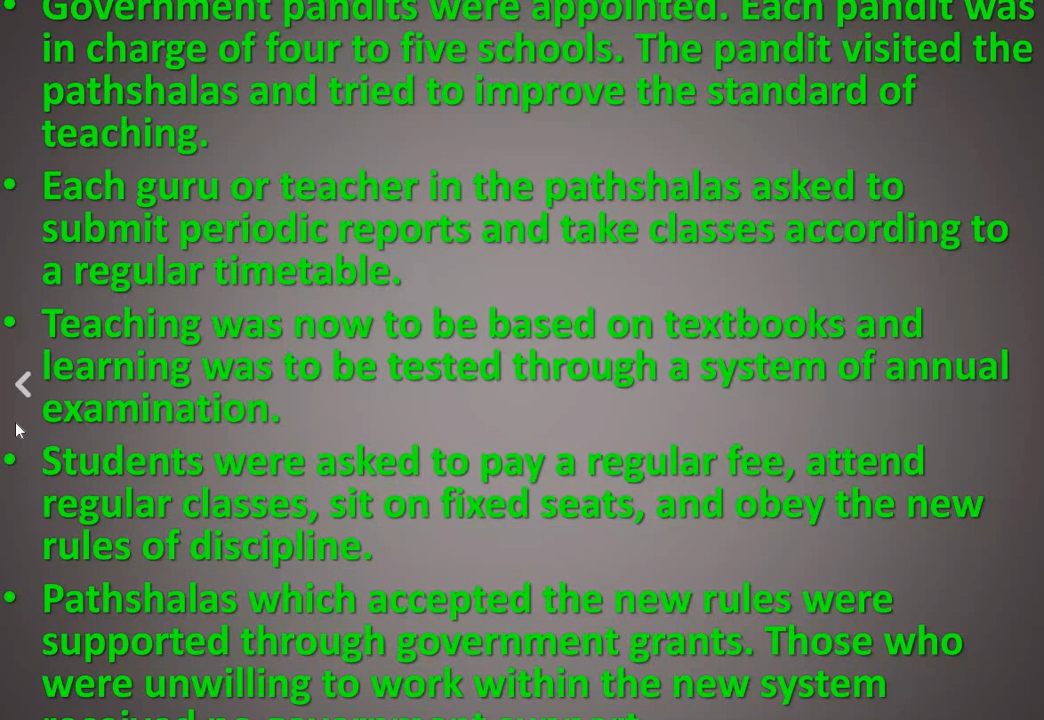 • Government pandits were appointed. Each pandit was
in charge of four to five schools. The pandit visited the
pathshalas and tried to improve the standard of
teaching.
• Each guru or teacher in the pathshalas asked to
submit periodic reports and take classes according to
a regular timetable.
• Teaching was now to be based on textbooks and
learning was to be tested through a system of annual
examination.
• Students were asked to pay a regular fee, attend
regular classes, sit on fixed seats, and obey the new
rules of discipline.
• Pathshalas which accepted the new rules were
supported through government grants. Those who
were unwilling to work within the new system
received no government support.